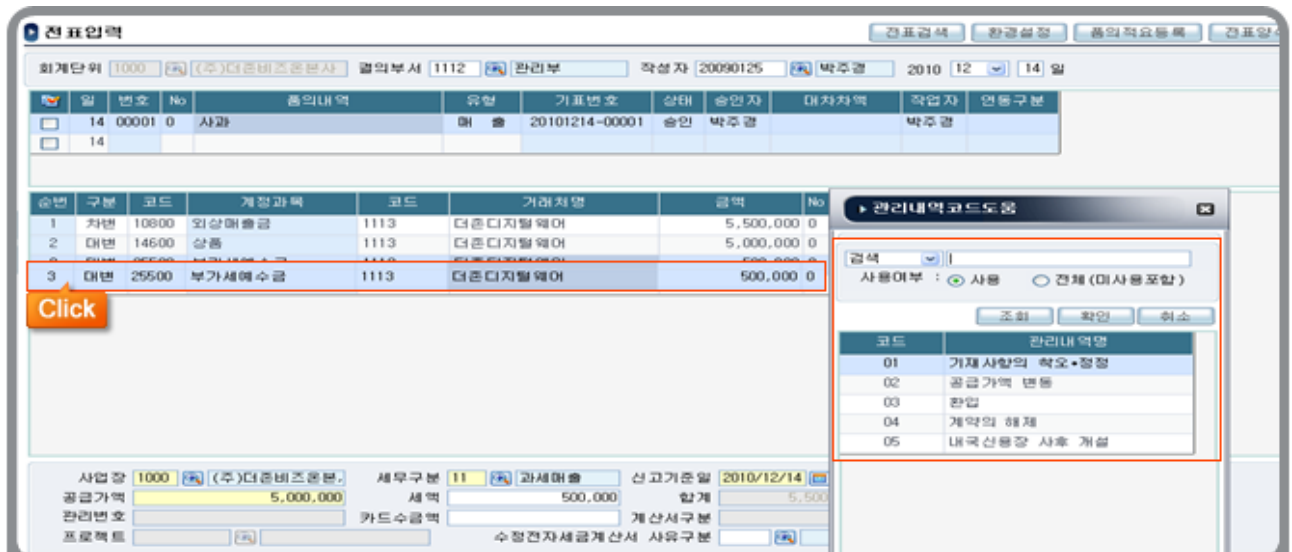 전표입력 전표검색 환경설정 품의적요등록
회계단위 1000 (주)더존비즈온본사 결의부서 1112 관리부 작성자 20090125 박주경 2010 12 14 일
일 번호 No 품의내역 유형 기표번호 상태 승인자 대차차액 작업자 연동구분
14 00001 0 사과 매 출 20101214-00001 승인 박주경 박주경
14
순번 구분 코드 계정과목 코드 거래처명 금액 No
1 차변 10800 외상매출금 1113 더존디지털웨어 5,500,000 0
2 대변 14600 상품 1113 더존디지털웨어 5,000,000 0
3 대변 25500 부가세예수금 1113 더존디지털웨어 500,000 0
Click
관리내역코드도움
검색
사용여부 : 사용 전체(미사용포함)
조회 확인 취소
코드 관리내역명
01 기재사항의 착오•정정
02 공급가액 변동
03 환입
04 계약의 해제
05 내국신용장 사후 개설
사업장 1000 (주)더존비즈온본, 세무구분 11 과세매출 신고기준일 2010/12/14
공급가액 5,000,000 세액 500,000 합계 5,500
관리번호 카드수금액 계산서구분
프로젝트 수정전자세금계산서 사유구분